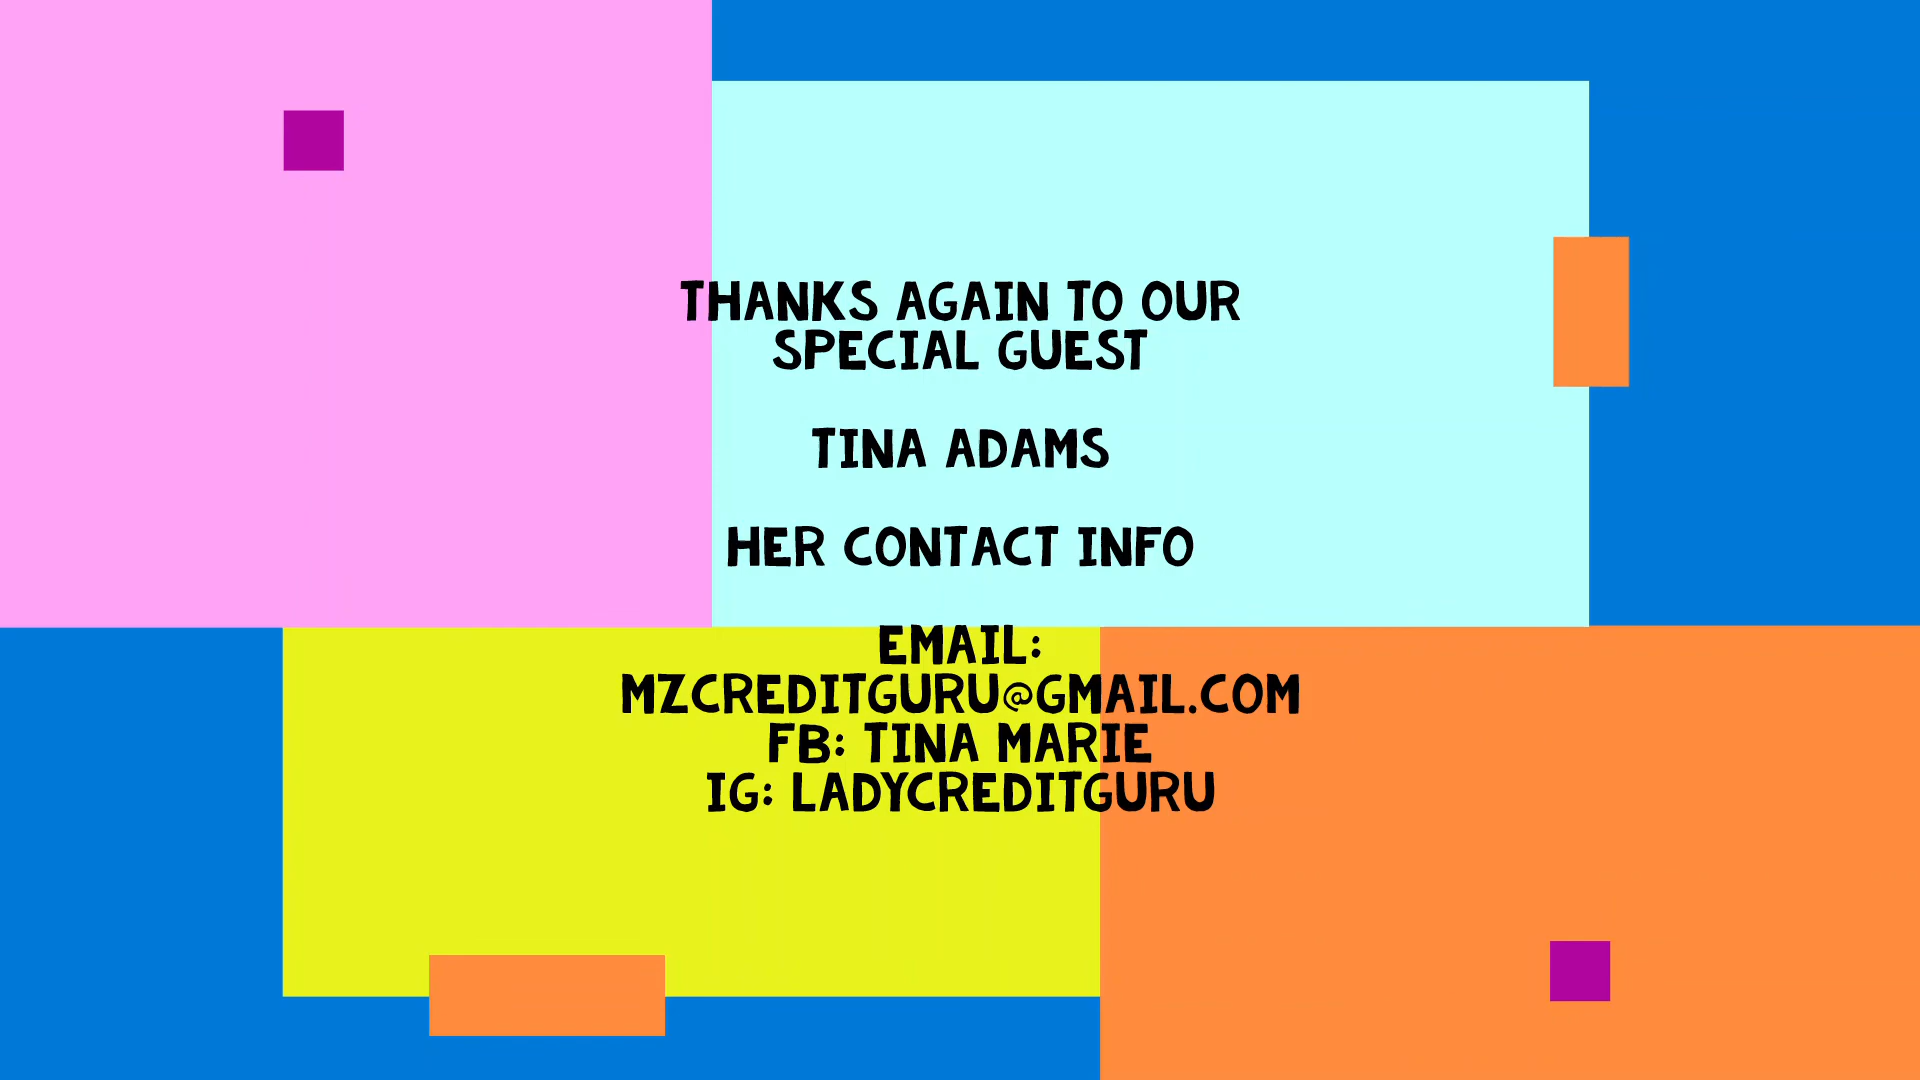 THANKS AGAIN TO OUR
SPECIAL GUEST
TINA ADAMS
HER CONTACT INFO
EMAIL:
MZCREDITGURU@GMAIL.COM
FB: TINA MARIE
IG: LADYCREDITGURU